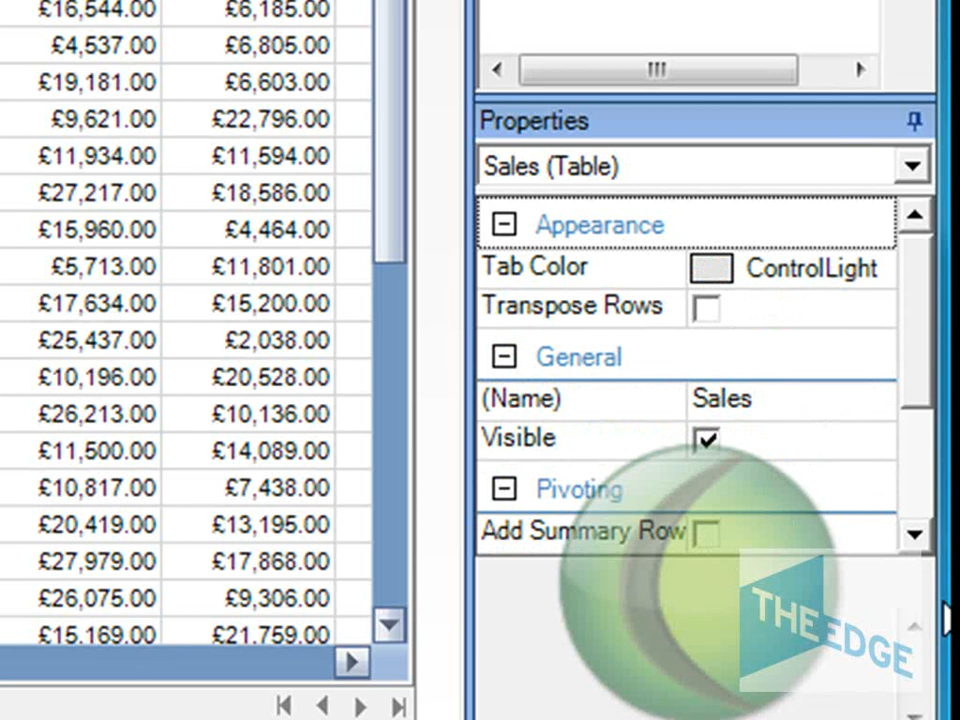 £16,544.00 £6,185.00
£4,537.00 £6,805.00
£19,181.00 £6,603.00
£9,621.00 £22,796.00
£11,934.00 £11,594.00
£27,217.00 £18,586.00
£15,960.00 £4,464.00
£5,713.00 £11,801.00
£17,634.00 £15,200.00
£25,437.00 £2,038.00
£10,196.00 £20,528.00
£26,213.00 £10,136.00
£11,500.00 £14,089.00
£10,817.00 £7,438.00
£20,419.00 £13,195.00
£27,979.00 £17,868.00
£26,075.00 £9,306.00
£15,169.00 £21,759.00
Properties
Sales (Table)
Appearance
Tab Color ControlLight
Transpose Rows
General
(Name) Sales
Visible
Pivoting
Add Summary Row
THE EDGE